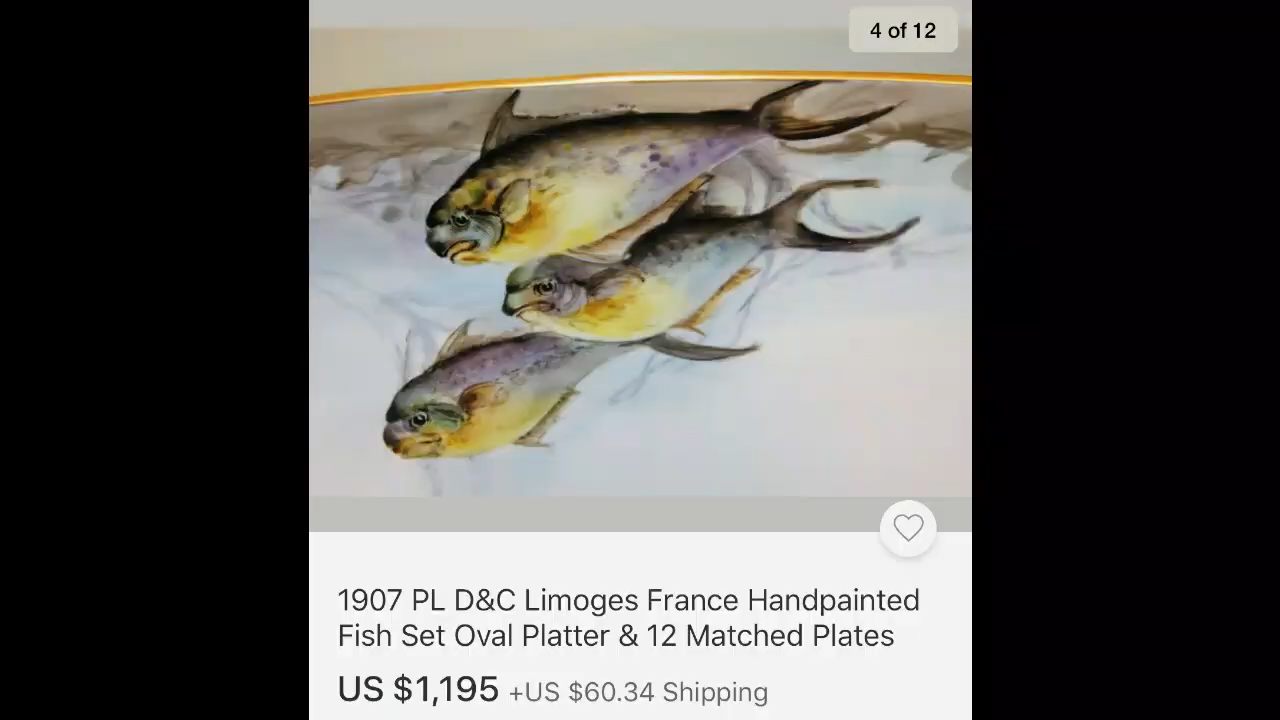 4 of 12
1907 PL D&C Limoges France Handpainted
Fish Set Oval Platter & 12 Matched Plates
US $1,195 +US $60.34 Shipping